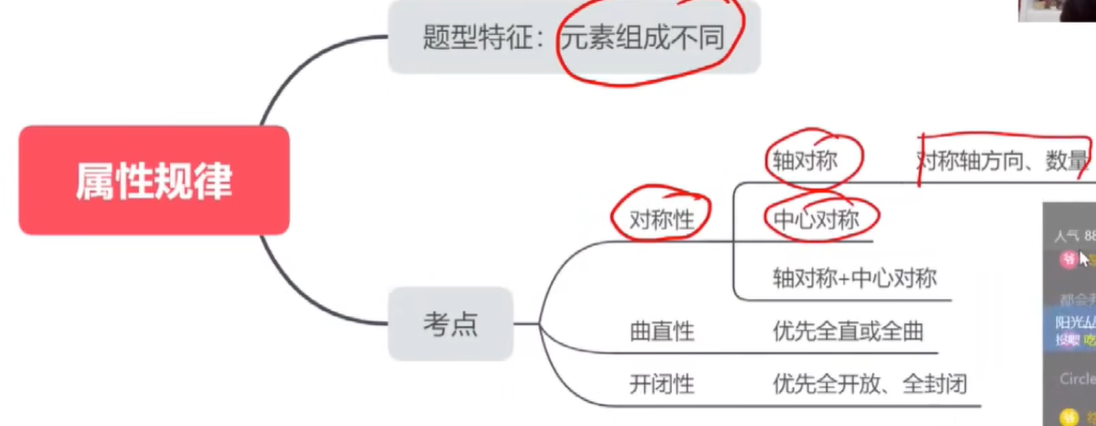 题型特征：元素组成不同
属性规律
轴对称
对称轴方向、数量
对称性
中心对称
轴对称+中心对称
考点
曲直性
优先全直或全曲
开闭性
优先全开放、全封闭
人气 88
爷
都会
阳光
Circle
爷